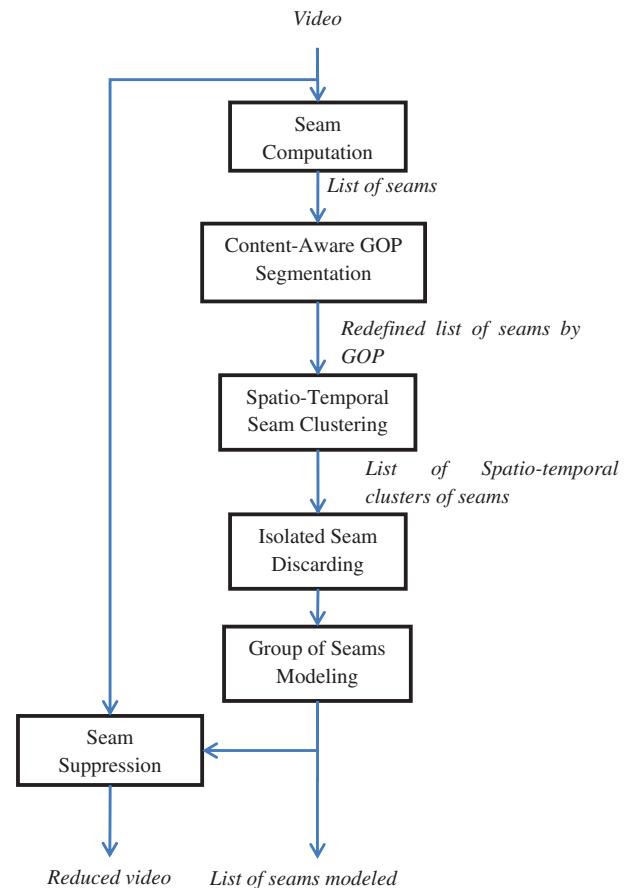 Video
Seam
Computation
List of seams
Content-Aware GOP
Segmentation
Redefined list of seams by
GOP
Spatio-Temporal
Seam Clustering
List of Spatio-temporal
clusters of seams
Isolated Seam
Discarding
Group of Seams
Modeling
Seam
Suppression
Reduced video
List of seams modeled